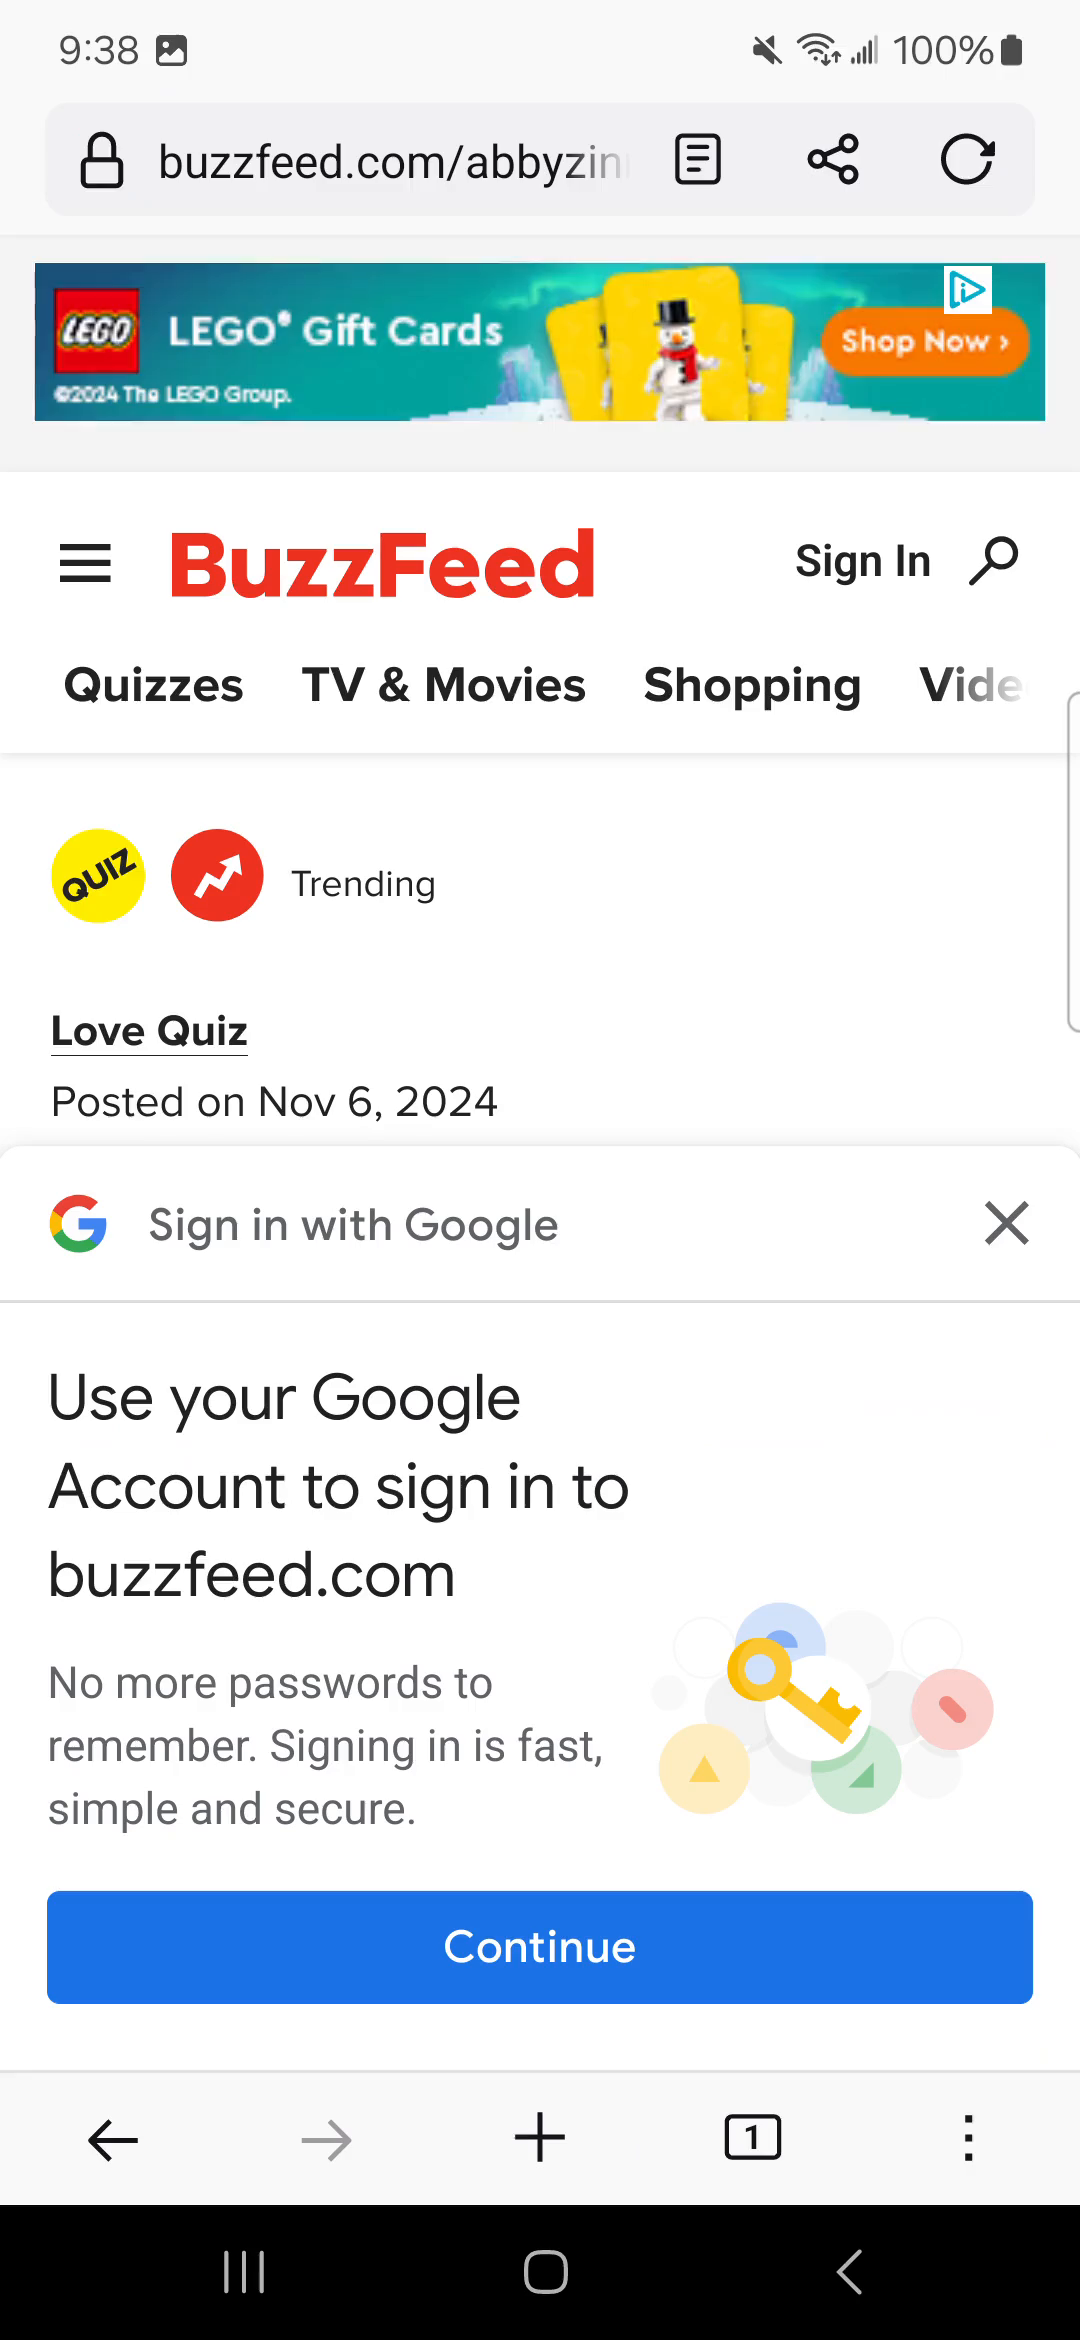 9:38 100%
buzzfeed.com/abbyzin
LEGO LEGO® Gift Cards
Shop Now ›
©2024 The LEGO Group.
BuzzFeed Sign In
Quizzes TV & Movies Shopping Vide
QUIZ Trending
Love Quiz
Posted on Nov 6, 2024
Sign in with Google
Use your Google
Account to sign in to
buzzfeed.com
No more passwords to
remember. Signing in is fast,
simple and secure.
Continue
1